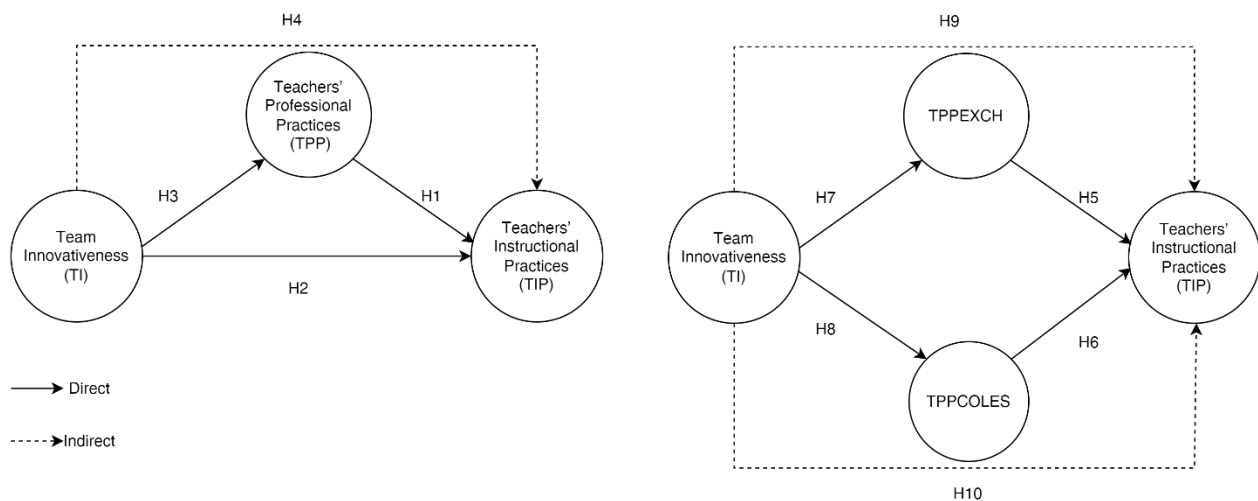 H4
Teachers'
Professional
Practices
(TPP)
H3
H1
Team
Innovativeness
(TI)
Teachers'
Instructional
Practices
(TIP)
H2
Direct
Indirect
H9
TPPEXCH
H7
H5
Team
Innovativeness
(TI)
Teachers'
Instructional
Practices
(TIP)
H8
H6
TPPCOLES
H10